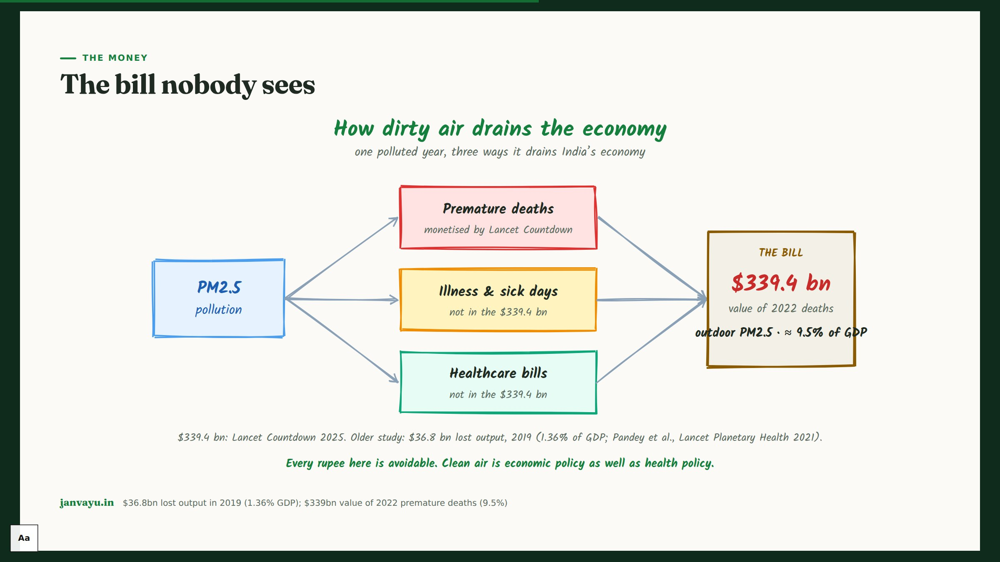 THE MONEY
The bill nobody sees
How dirty air drains the economy
one polluted year, three ways it drains India’s economy
PM2.5
pollution
Premature deaths
monetised by Lancet Countdown
Illness & sick days
not in the $339.4 bn
Healthcare bills
not in the $339.4 bn
THE BILL
$339.4 bn
value of 2022 deaths
outdoor PM2.5 · ≈ 9.5% of GDP
$339.4 bn: Lancet Countdown 2025. Older study: $36.8 bn lost output, 2019 (1.36% of GDP; Pandey et al., Lancet Planetary Health 2021).
Every rupee here is avoidable. Clean air is economic policy as well as health policy.
janvayu.in $36.8bn lost output in 2019 (1.36% GDP); $339bn value of 2022 premature deaths (9.5%)
Aa